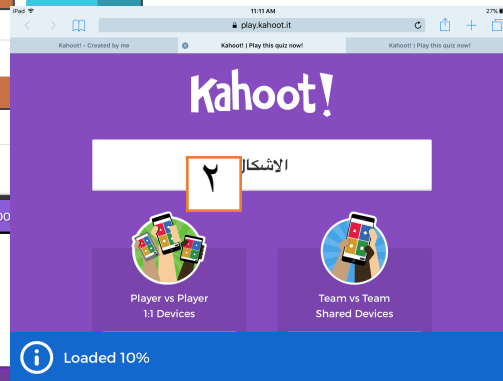 iPad 11:11 AM 27%
play.kahoot.it
Kahoot! - Created by me Kahoot! | Play this quiz now! Kahoot! | Play this quiz now!
Kahoot!
الاشكال
٢
Player vs Player
1:1 Devices
Team vs Team
Shared Devices
Loaded 10%